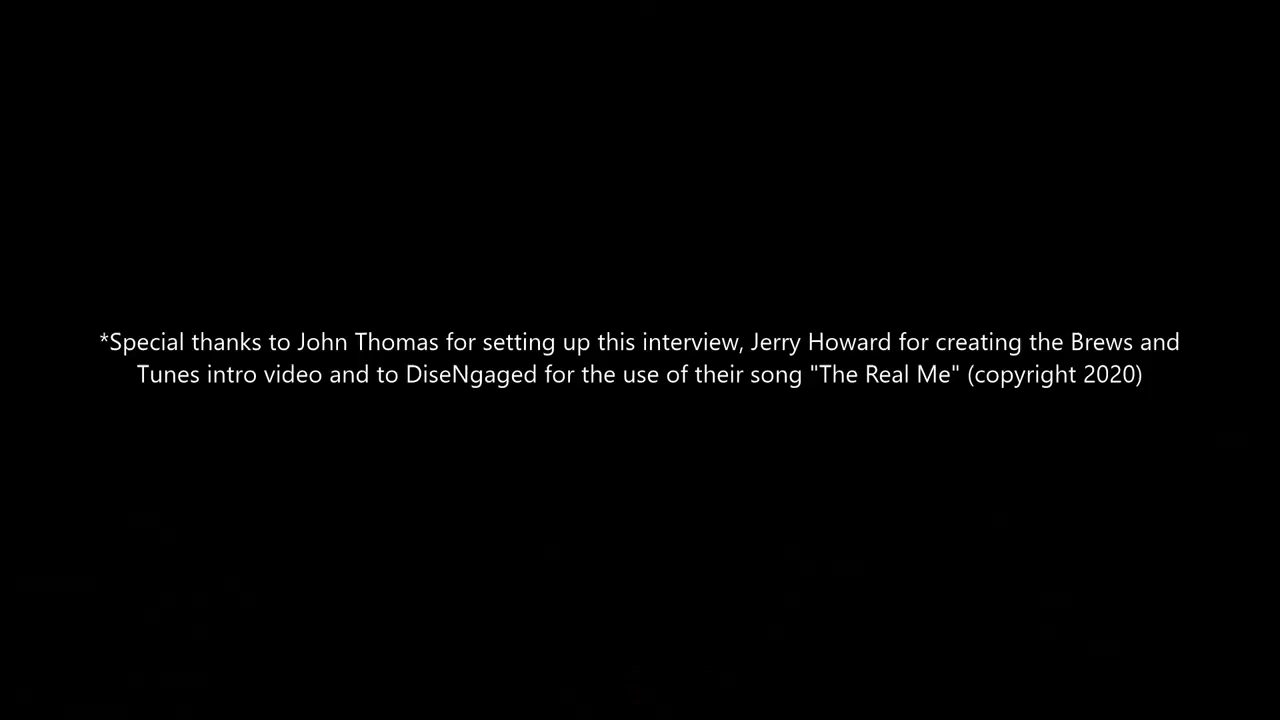 *Special thanks to John Thomas for setting up this interview, Jerry Howard for creating the Brews and
Tunes intro video and to DiseNgaged for the use of their song "The Real Me" (copyright 2020)